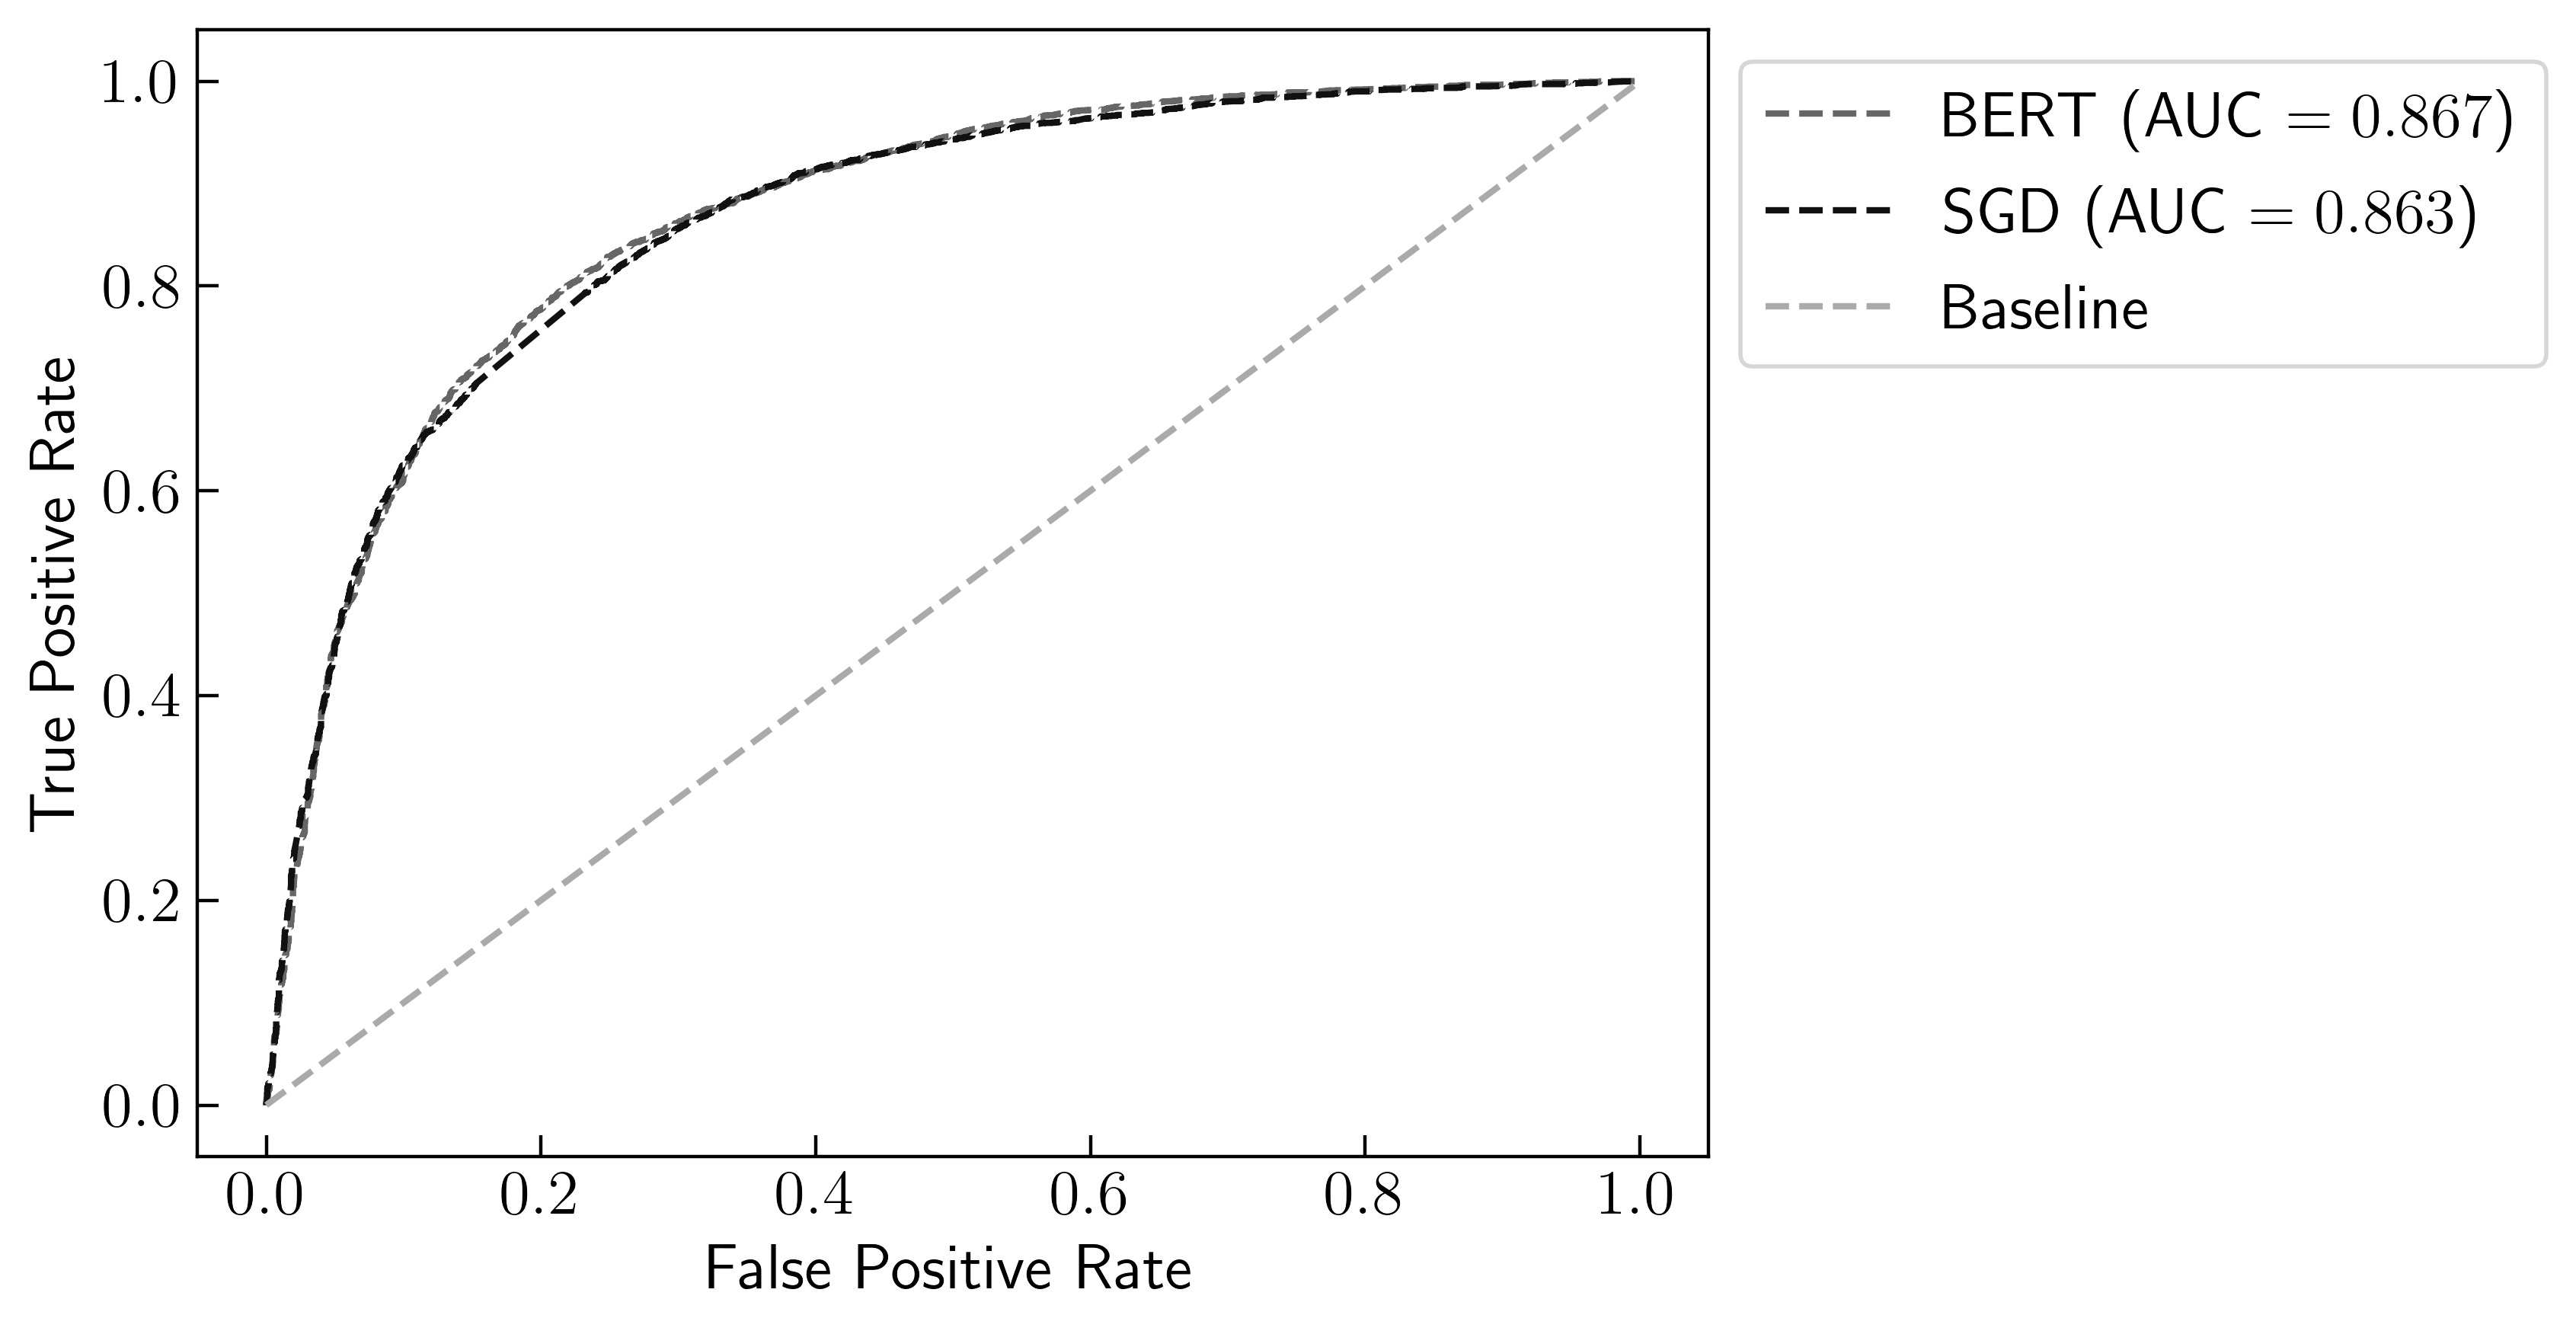 1.0
0.8
0.6
0.4
0.2
0.0
True Positive Rate
0.0 0.2 0.4 0.6 0.8 1.0
False Positive Rate
BERT (AUC = 0.867)
SGD (AUC = 0.863)
Baseline